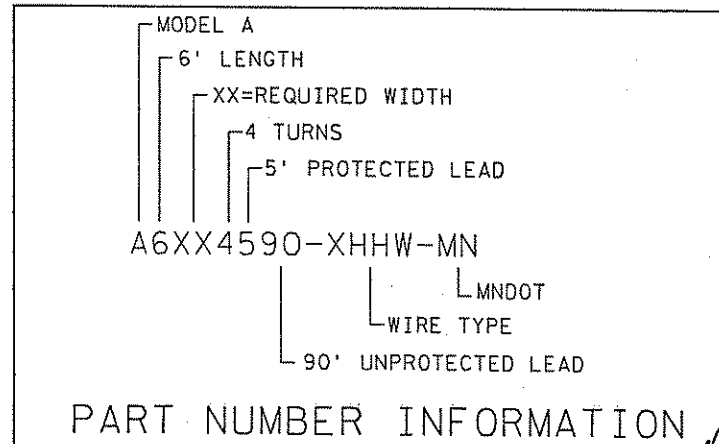 MODEL A
6' LENGTH
XX=REQUIRED WIDTH
4 TURNS
5' PROTECTED LEAD
A6XX4590-XHHW-MN
MNDOT
WIRE TYPE
90' UNPROTECTED LEAD
PART NUMBER INFORMATION